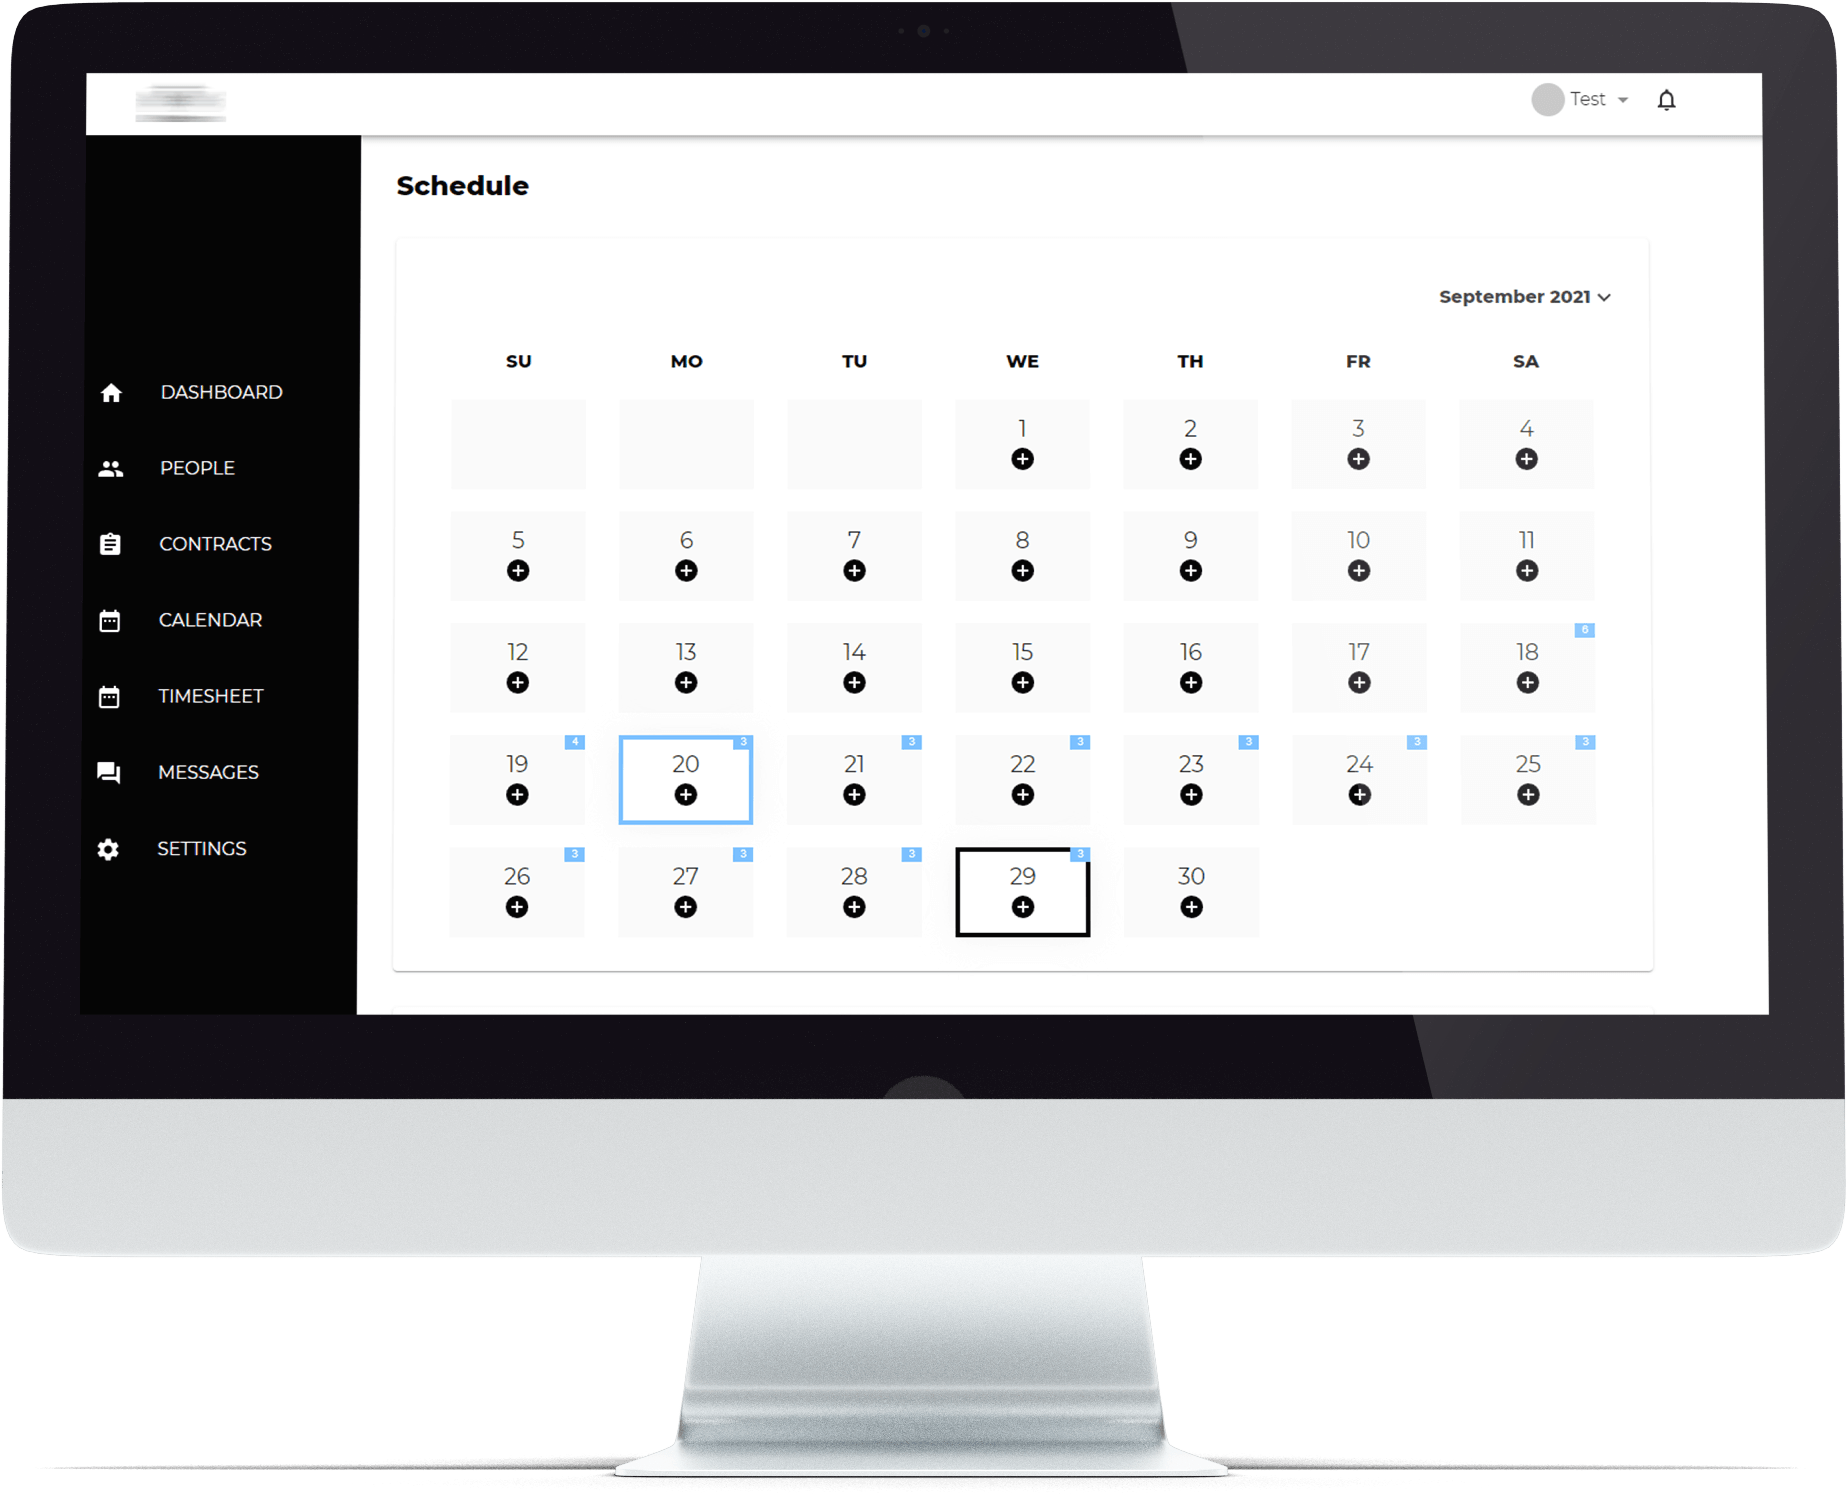 Test
Schedule
September 2021
SU MO TU WE TH FR SA
DASHBOARD
PEOPLE
CONTRACTS
CALENDAR
TIMESHEET
MESSAGES
SETTINGS
1 2 3 4
5 6 7 8 9 10 11
6
12 13 14 15 16 17 18
4 3 3 3 3 3 3
19 20 21 22 23 24 25
3 3 3 3
26 27 28 29 30